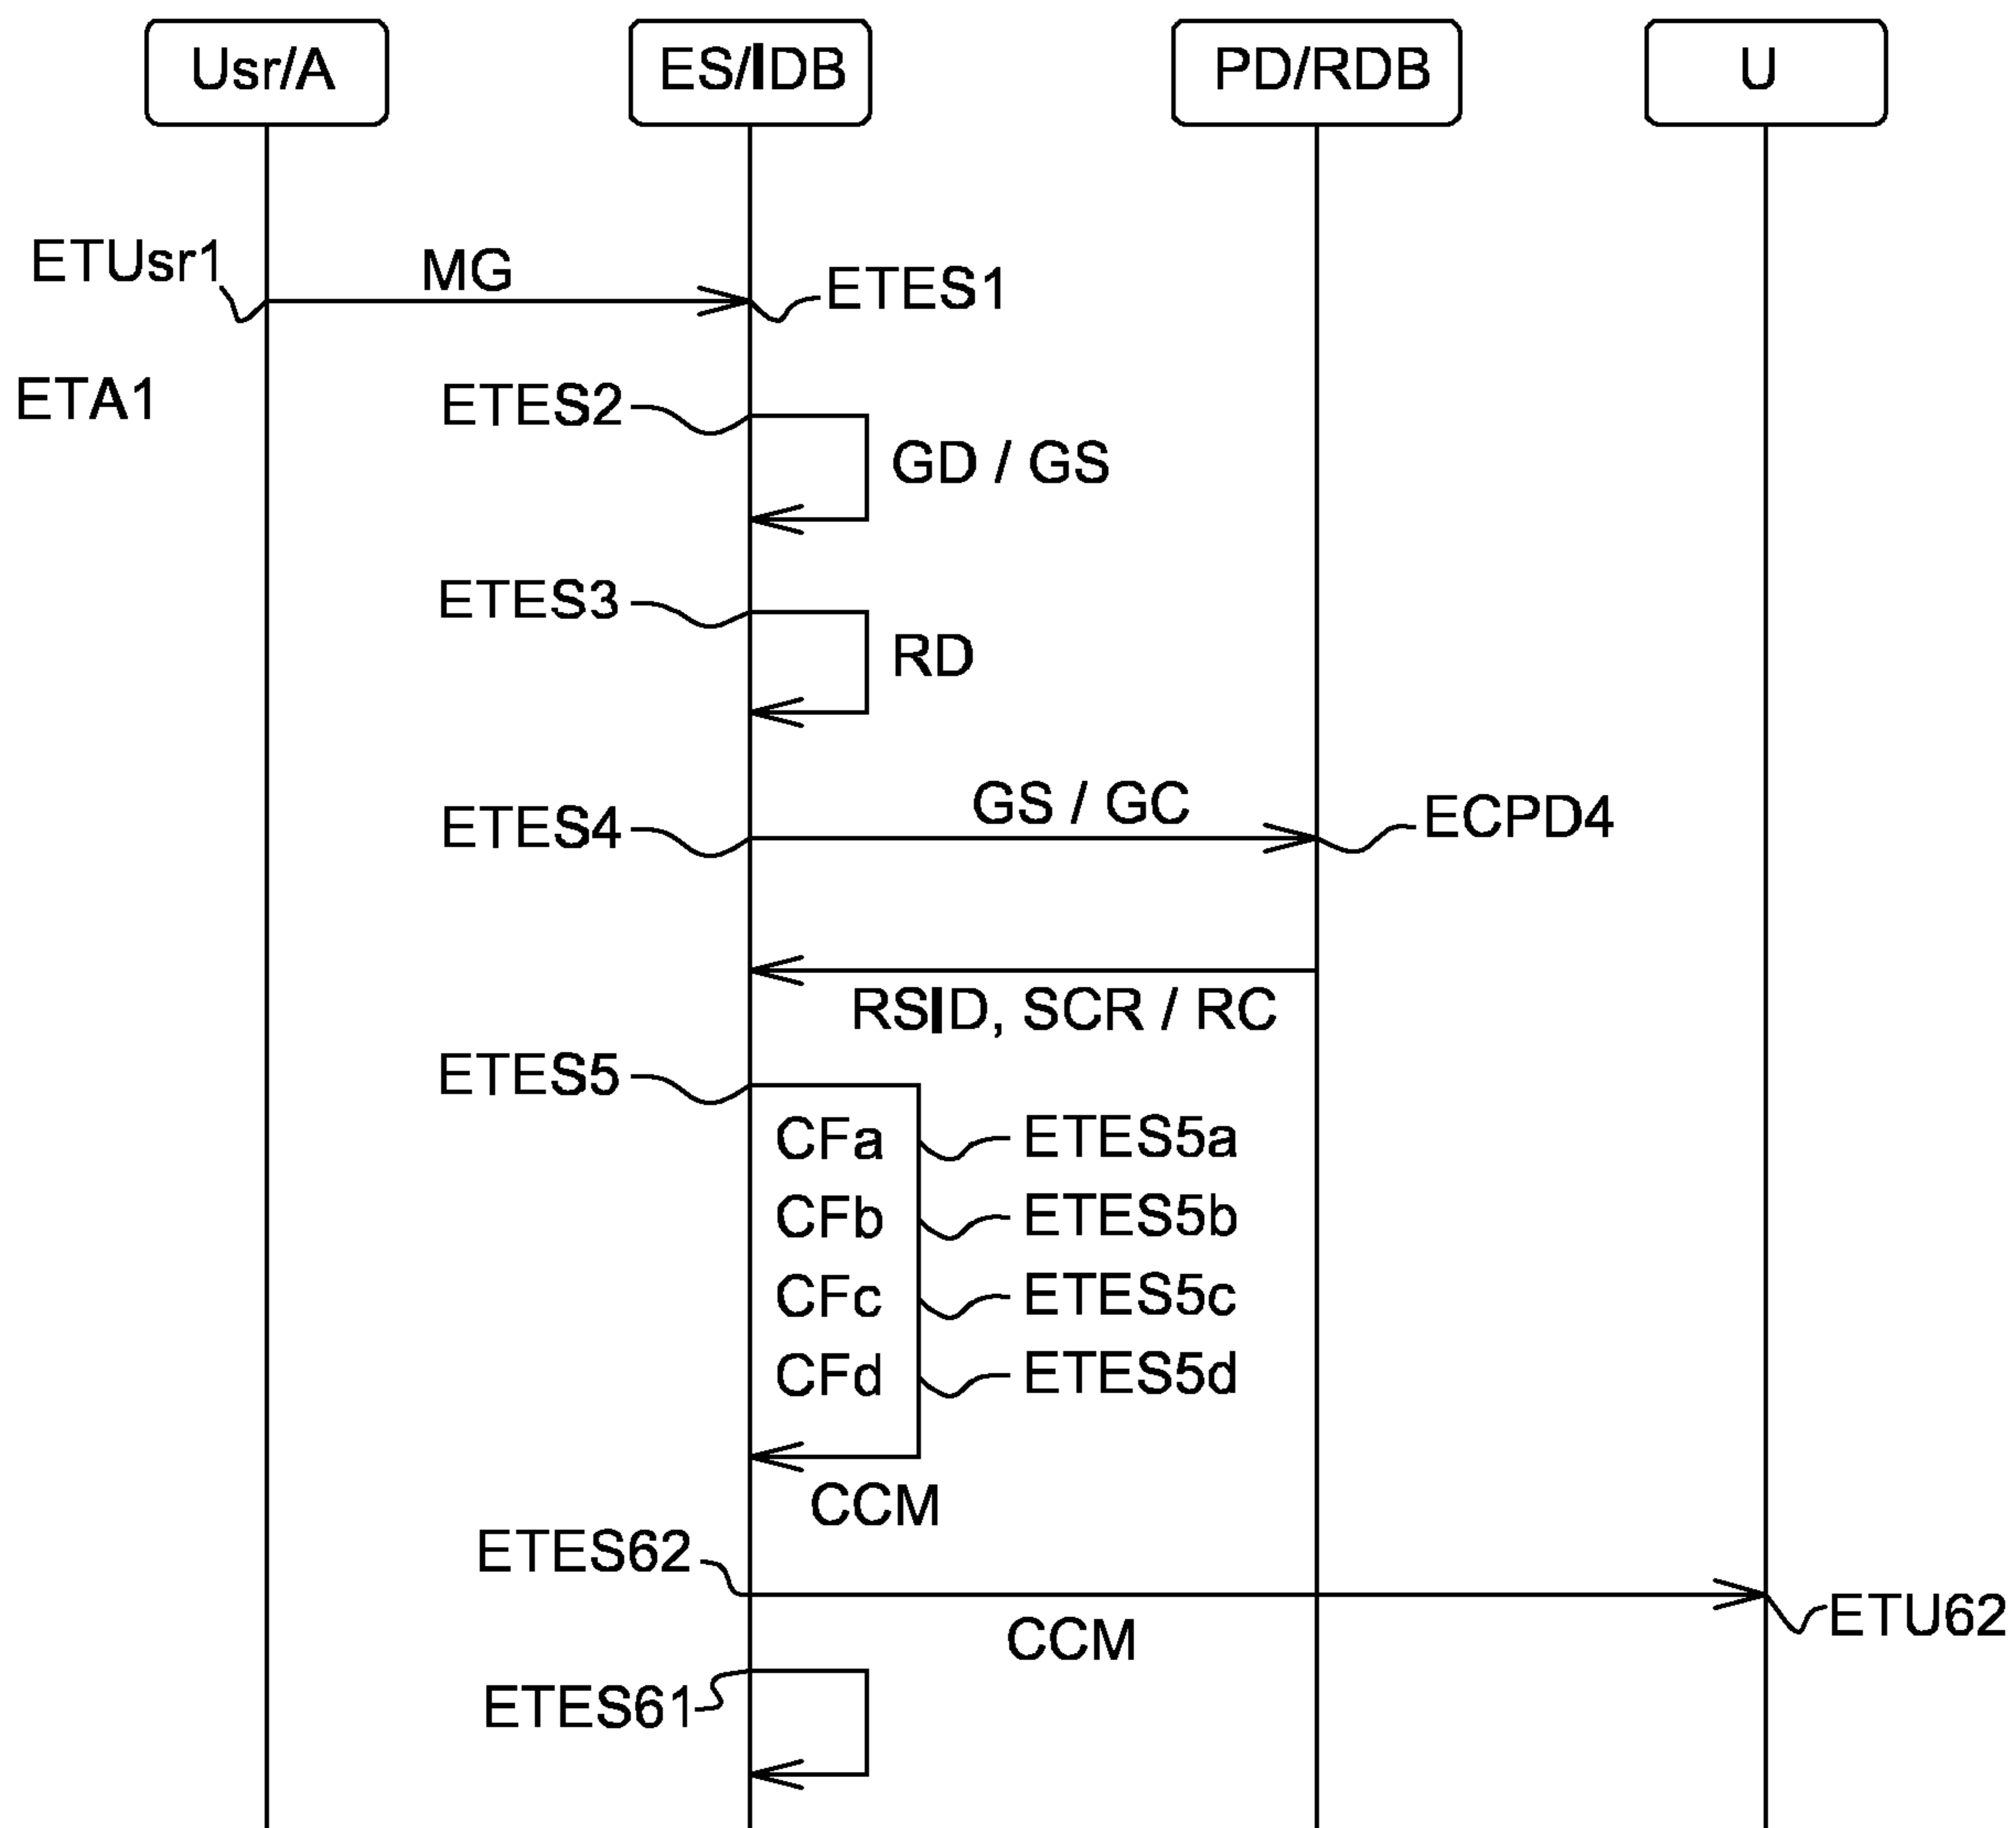 Usr/A
ES/IDB
PD/RDB
U
ETUsr1
MG
ETES1
ETA1
ETES2
GD / GS
ETES3
RD
ETES4
GS / GC
ECPD4
RSID, SCR / RC
ETES5
CFa
ETES5a
CFb
ETES5b
CFc
ETES5c
CFd
ETES5d
CCM
ETES62
CCM
ETU62
ETES61